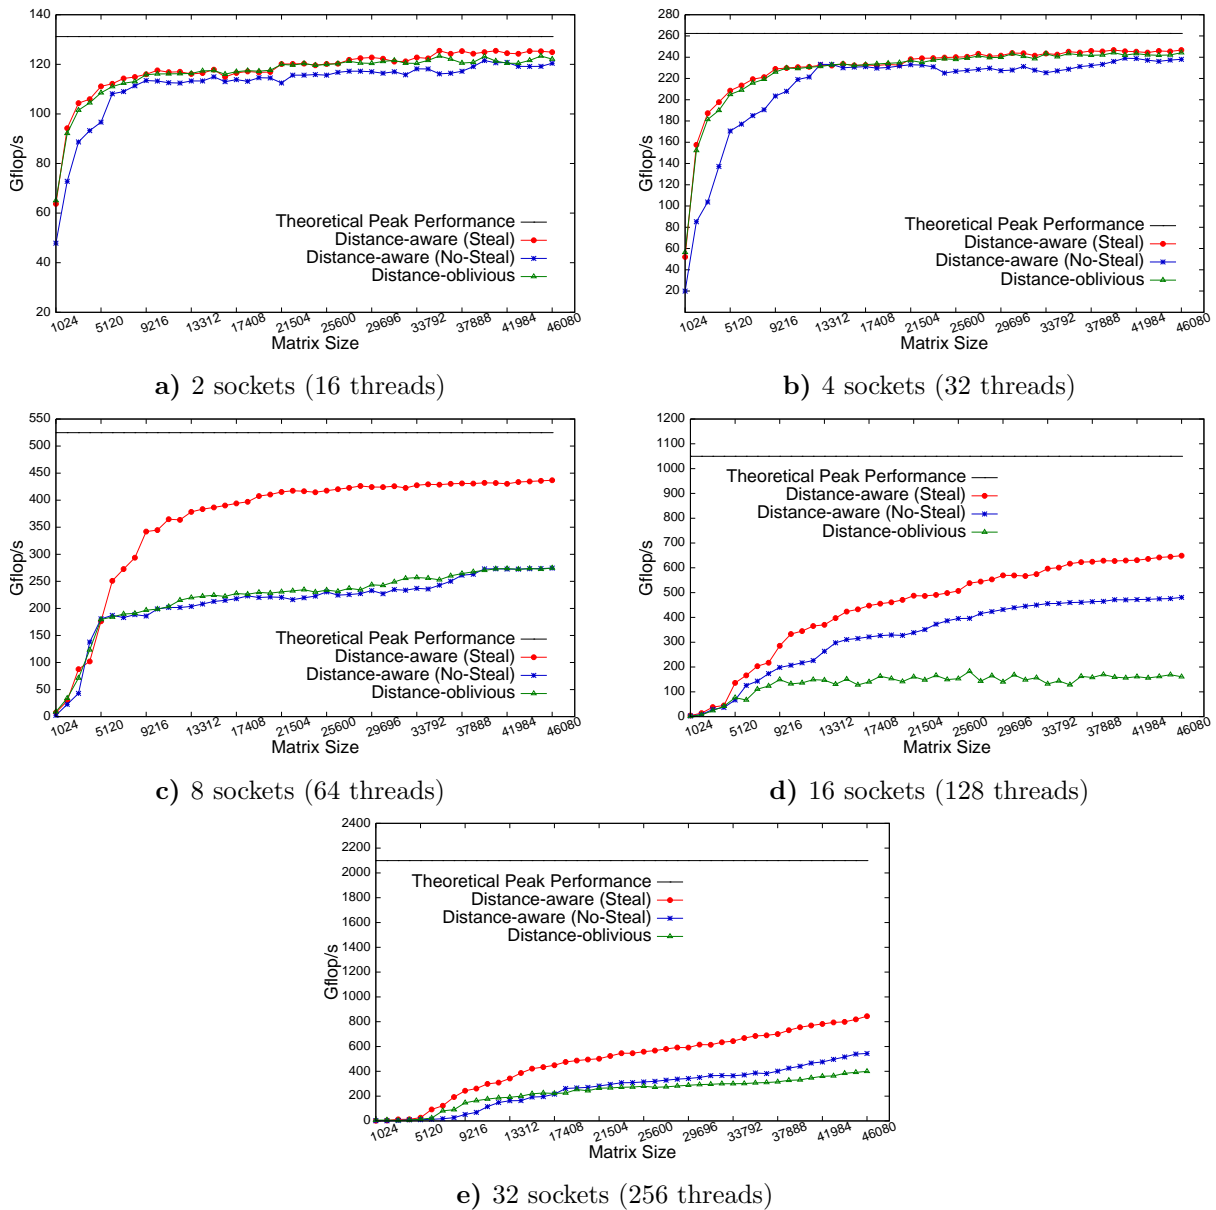 140
120
100
80
60
40
20
Gflop/s
Theoretical Peak Performance
Distance-aware (Steal)
Distance-aware (No-Steal)
Distance-oblivious
1024 5120 9216 13312 17408 21504 25600 29696 33792 37888 41984 46080
Matrix Size
a) 2 sockets (16 threads)
280
260
240
220
200
180
160
140
120
100
80
60
40
20
Gflop/s
Theoretical Peak Performance
Distance-aware (Steal)
Distance-aware (No-Steal)
Distance-oblivious
1024 5120 9216 13312 17408 21504 25600 29696 33792 37888 41984 46080
Matrix Size
b) 4 sockets (32 threads)
550
500
450
400
350
300
250
200
150
100
50
0
Gflop/s
Theoretical Peak Performance
Distance-aware (Steal)
Distance-aware (No-Steal)
Distance-oblivious
1024 5120 9216 13312 17408 21504 25600 29696 33792 37888 41984 46080
Matrix Size
c) 8 sockets (64 threads)
1200
1100
1000
900
800
700
600
500
400
300
200
100
0
Gflop/s
Theoretical Peak Performance
Distance-aware (Steal)
Distance-aware (No-Steal)
Distance-oblivious
1024 5120 9216 13312 17408 21504 25600 29696 33792 37888 41984 46080
Matrix Size
d) 16 sockets (128 threads)
2400
2200
2000
1800
1600
1400
1200
1000
800
600
400
200
0
Gflop/s
Theoretical Peak Performance
Distance-aware (Steal)
Distance-aware (No-Steal)
Distance-oblivious
1024 5120 9216 13312 17408 21504 25600 29696 33792 37888 41984 46080
Matrix Size
e) 32 sockets (256 threads)